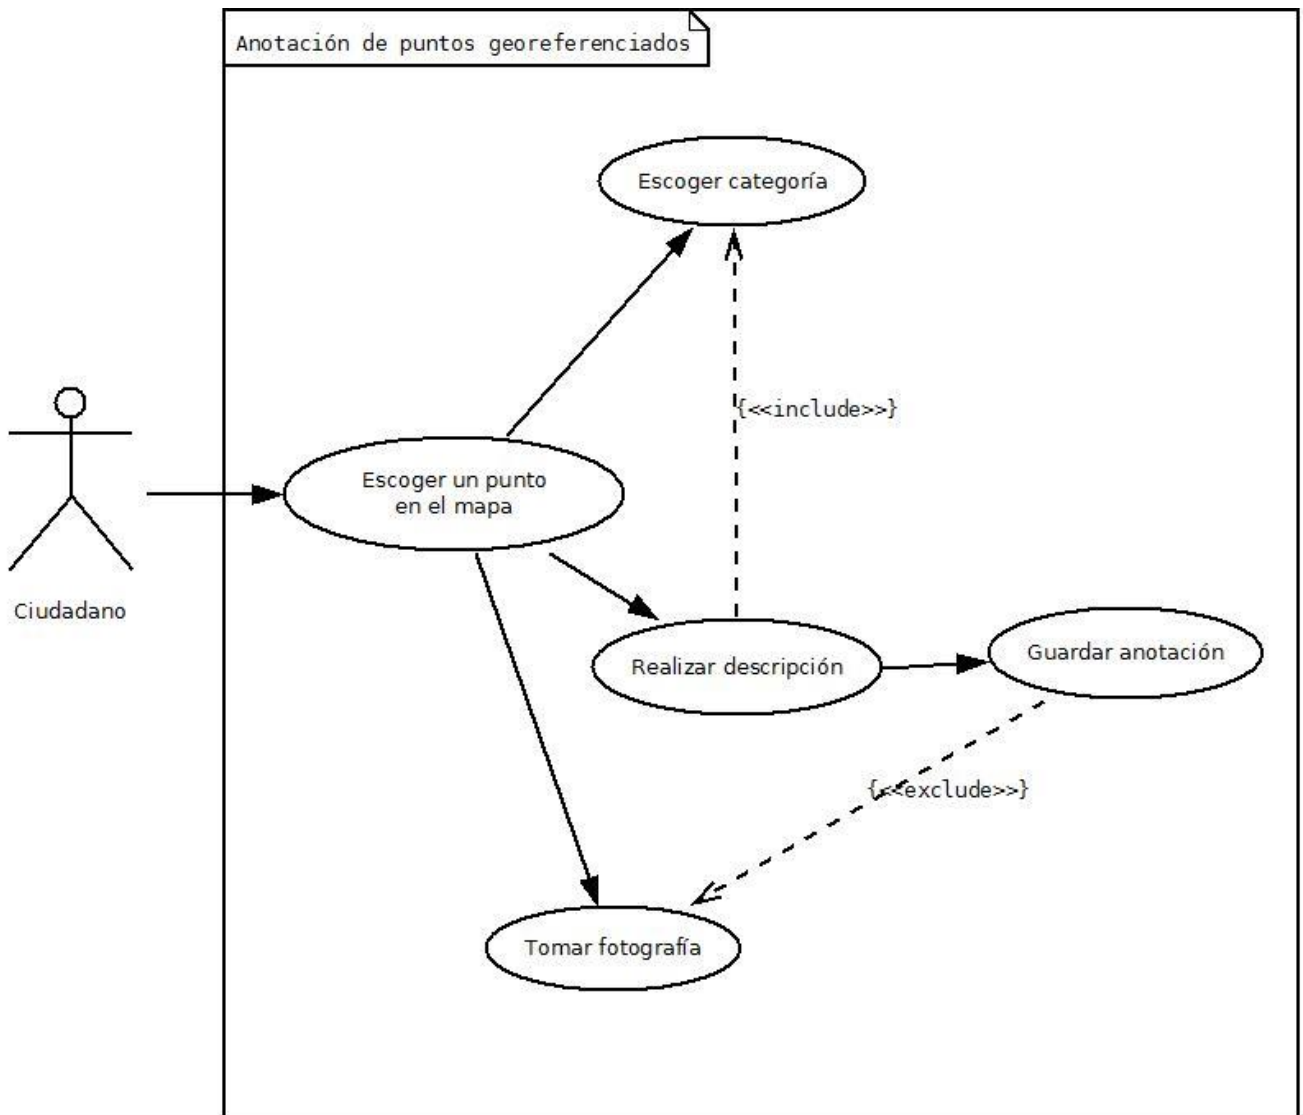 Anotación de puntos georeferenciados
Escoger categoría
{<<include>>}
Escoger un punto
en el mapa
Ciudadano
Realizar descripción
Guardar anotación
{<<exclude>>}
Tomar fotografía